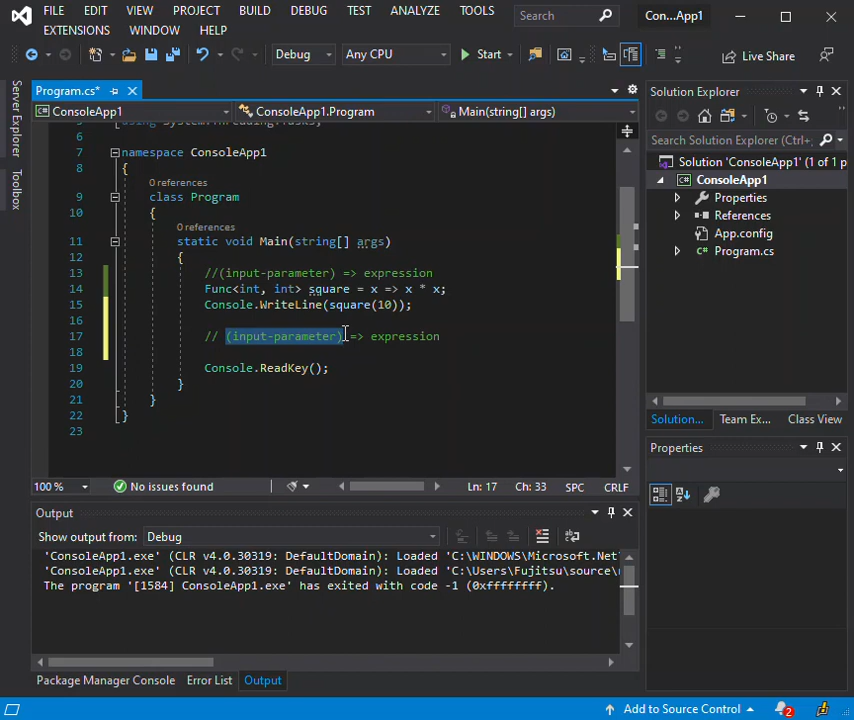 FILE EDIT VIEW PROJECT BUILD DEBUG TEST ANALYZE TOOLS Search Con...App1
EXTENSIONS WINDOW HELP
Debug Any CPU Start Live Share
Server Explorer
Toolbox
Program.cs*
ConsoleApp1 ConsoleApp1.Program Main(string[] args)
6
7 namespace ConsoleApp1
8 {
0 references
9 class Program
10 {
0 references
11 static void Main(string[] args)
12 {
13 //(input-parameter) => expression
14 Func<int, int> square = x => x * x;
15 Console.WriteLine(square(10));
16
17 // (input-parameter) => expression
18
19 Console.ReadKey();
20 }
21 }
22 }
23
100 % No issues found Ln: 17 Ch: 33 SPC CRLF
Output
Show output from: Debug
'ConsoleApp1.exe' (CLR v4.0.30319: DefaultDomain): Loaded 'C:\WINDOWS\Microsoft.Net
'ConsoleApp1.exe' (CLR v4.0.30319: DefaultDomain): Loaded 'C:\Users\Fujitsu\source\
The program '[1584] ConsoleApp1.exe' has exited with code -1 (0xffffffff).
Package Manager Console Error List Output
Solution Explorer
Search Solution Explorer (Ctrl+;
Solution 'ConsoleApp1' (1 of 1 p
ConsoleApp1
Properties
References
App.config
Program.cs
Solution... Team Ex... Class View
Properties
Add to Source Control 2